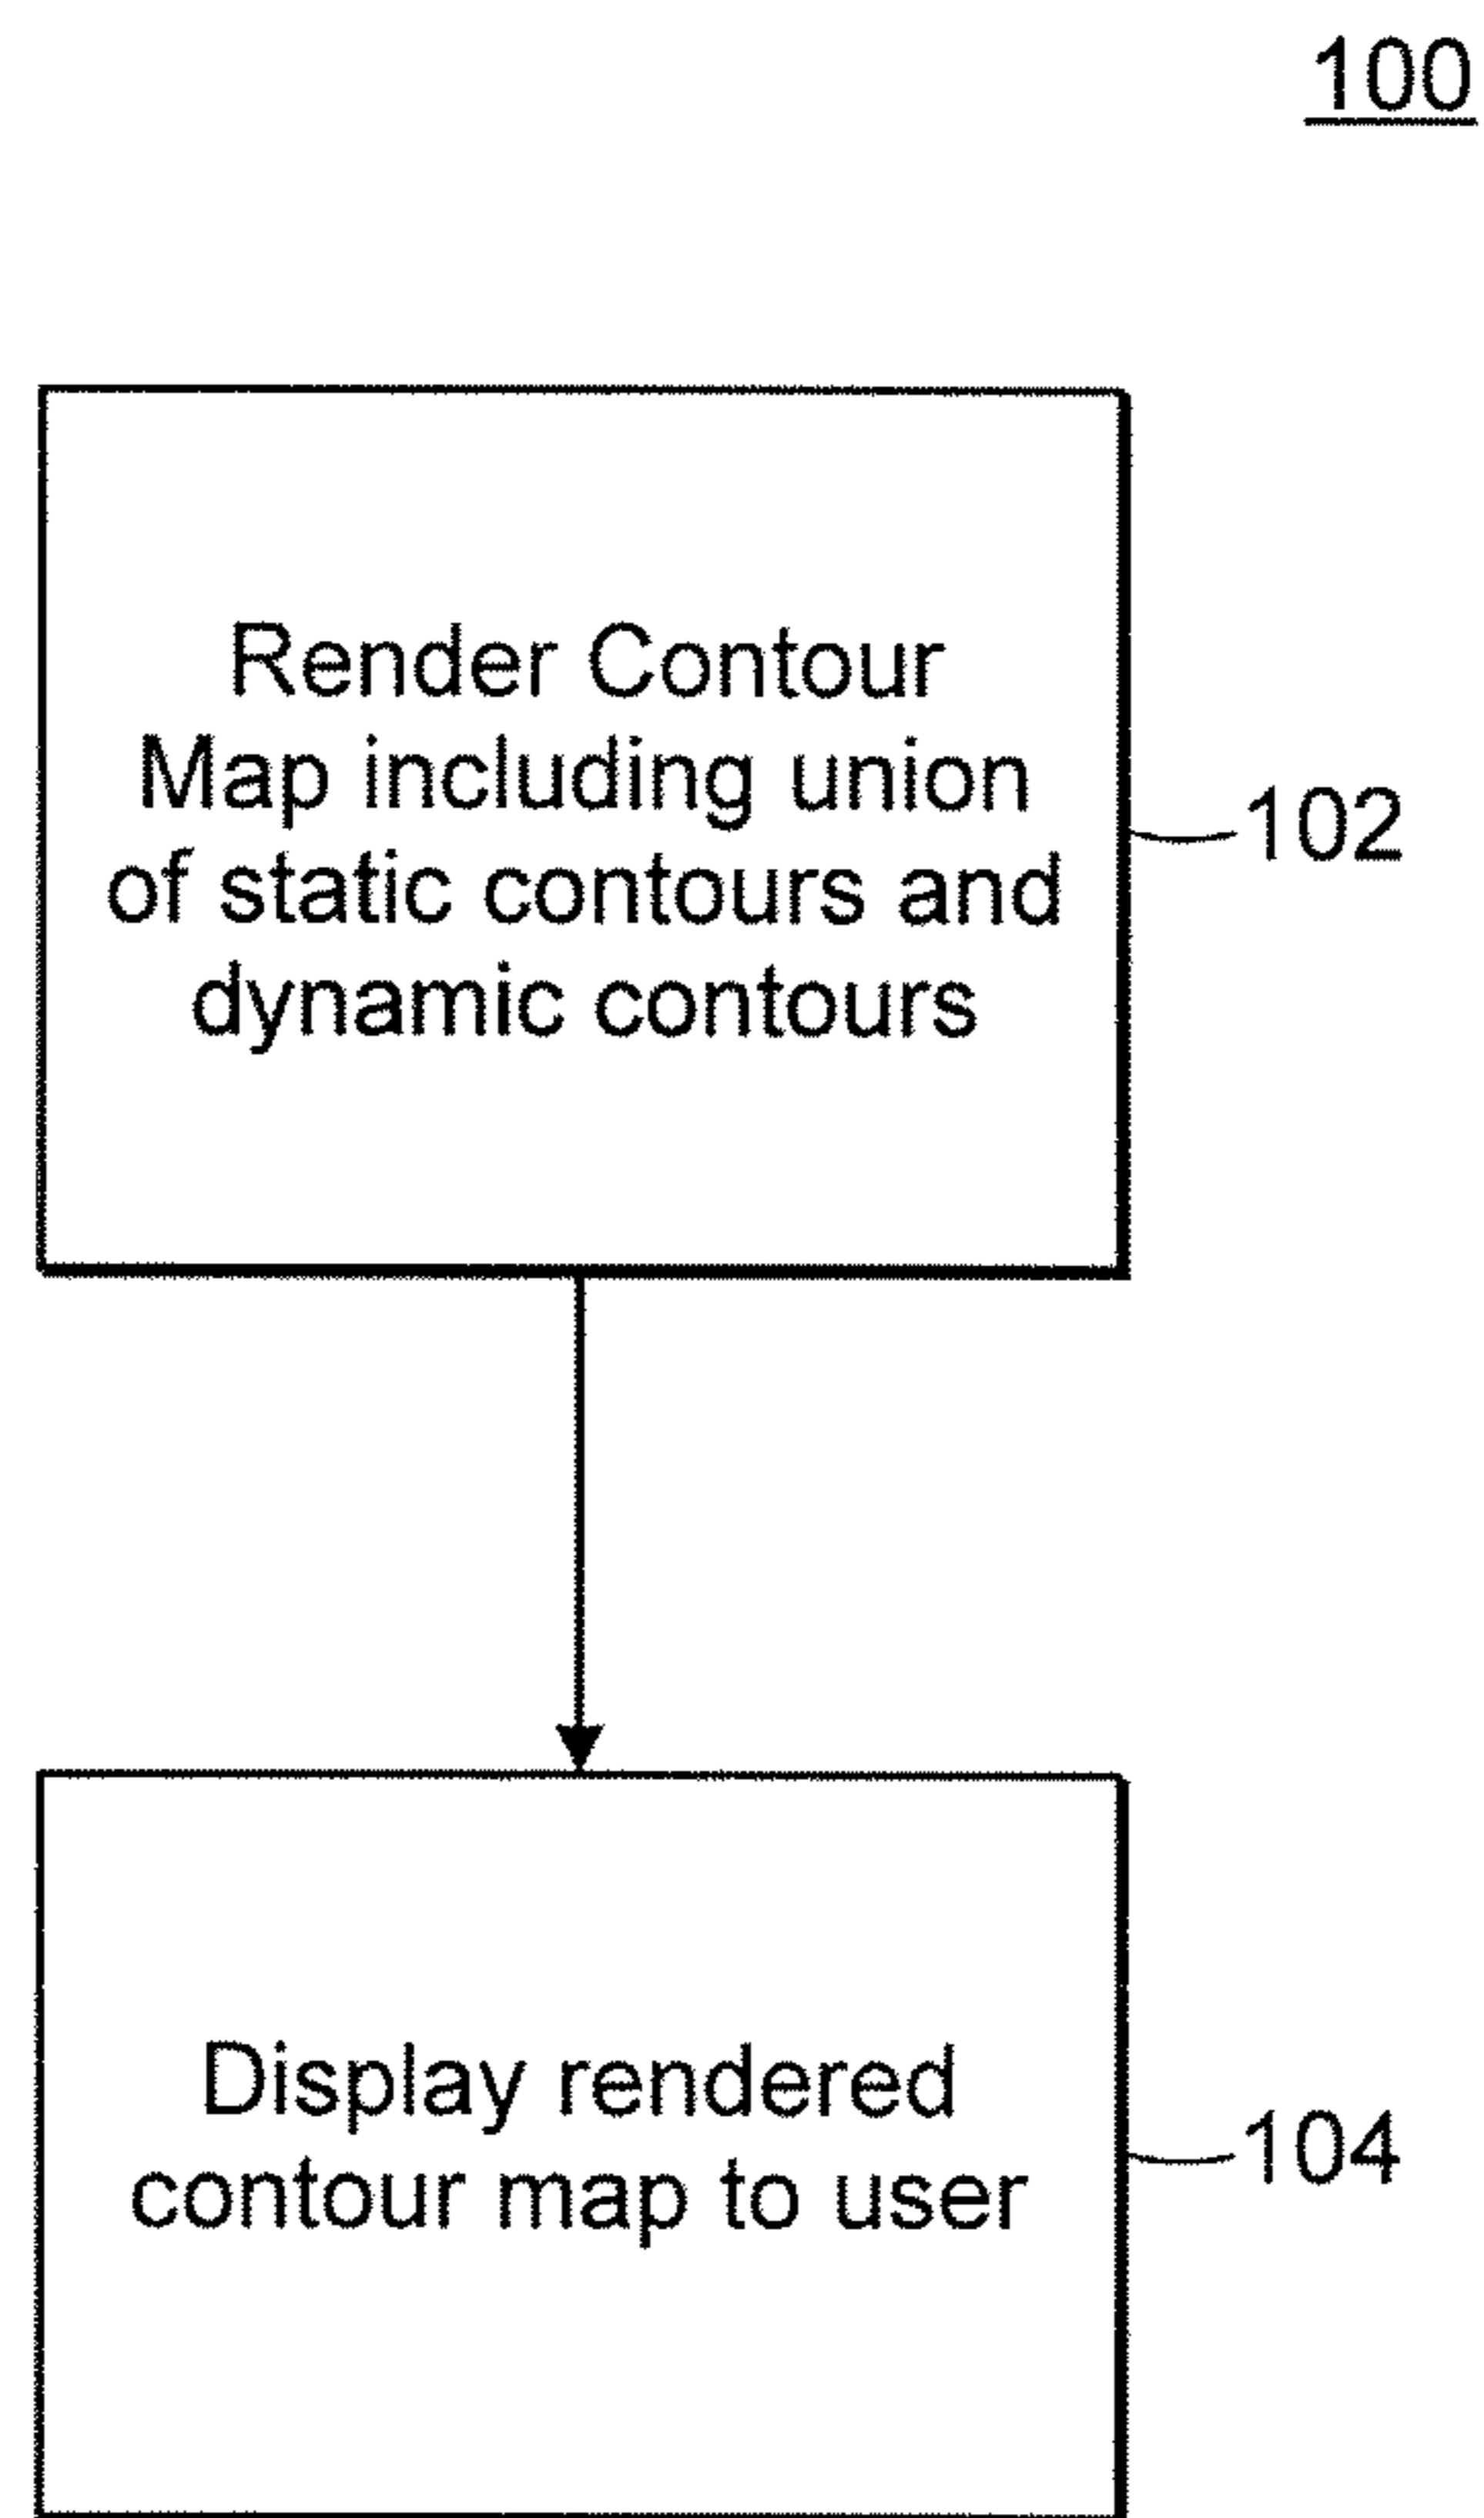 100
Render Contour
Map including union
of static contours and
dynamic contours
102
Display rendered
contour map to user
104